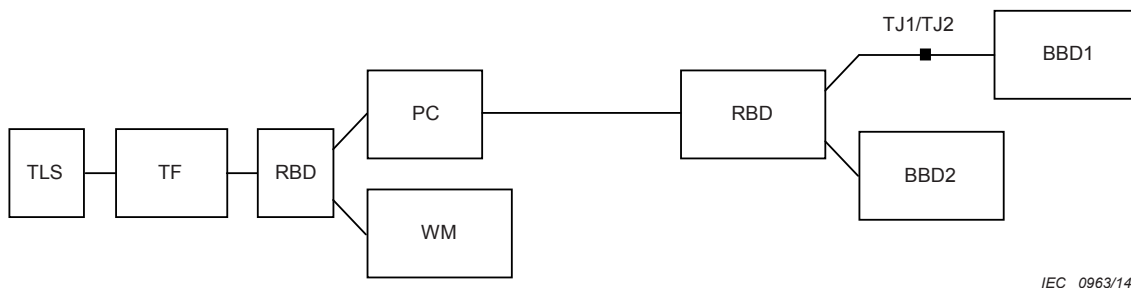 TJ1/TJ2
BBD1
PC
RBD
TLS
TF
RBD
BBD2
WM
IEC 0963/14